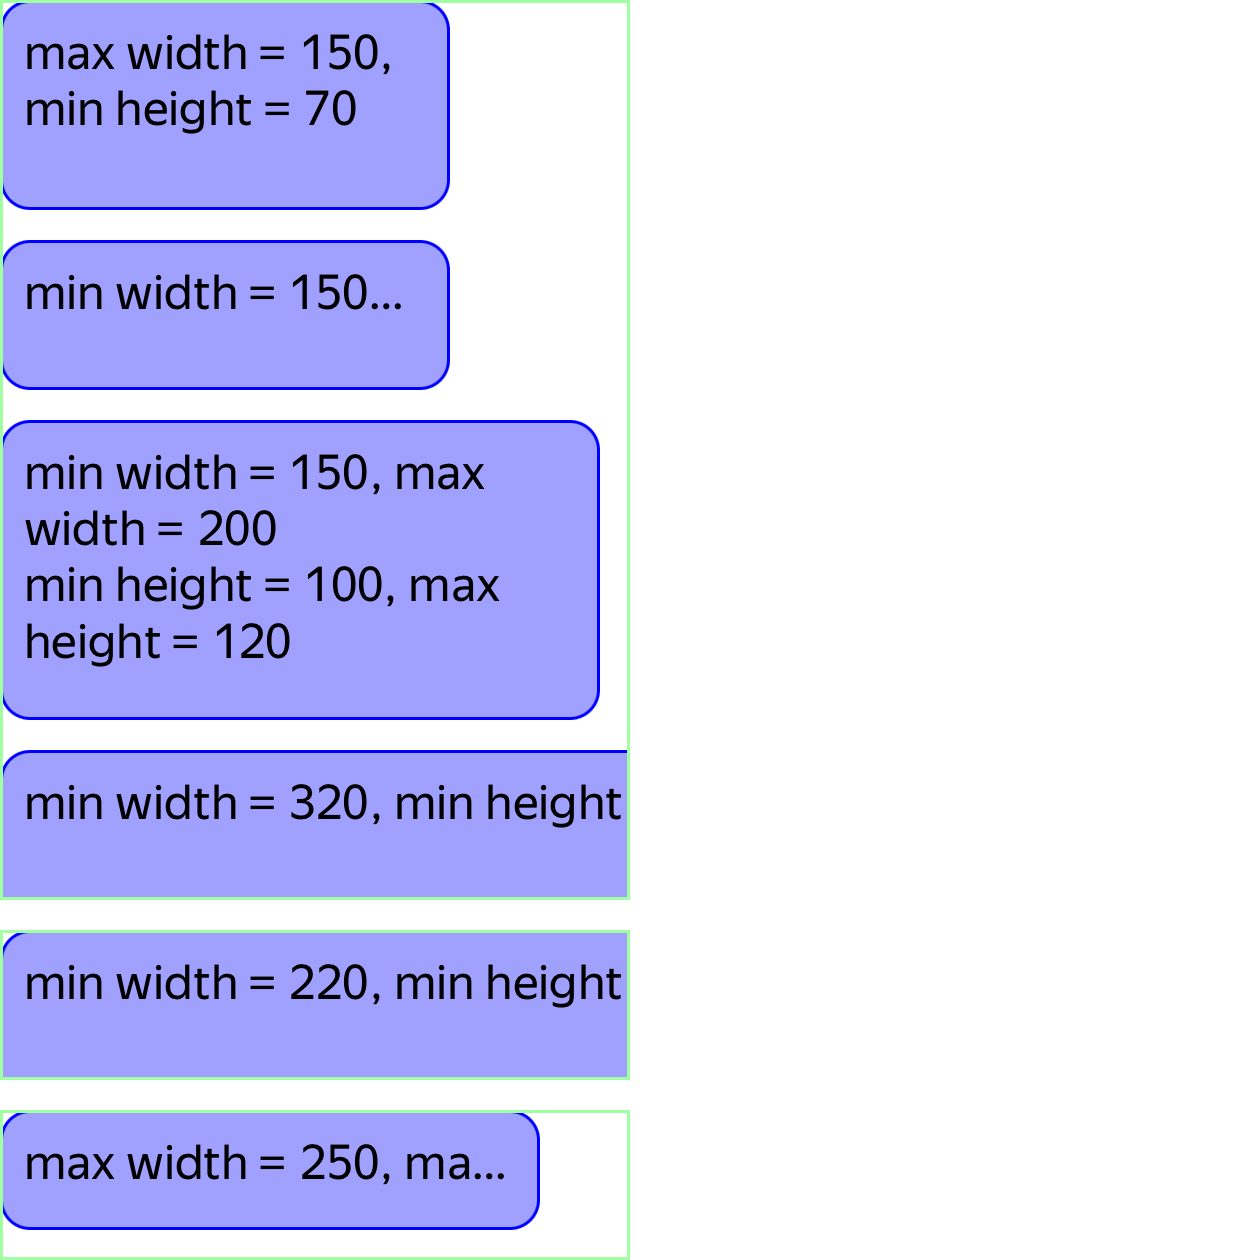 max width = 150,
min height = 70
min width = 150...
min width = 150, max
width = 200
min height = 100, max
height = 120
min width = 320, min height
min width = 220, min height
max width = 250, ma...